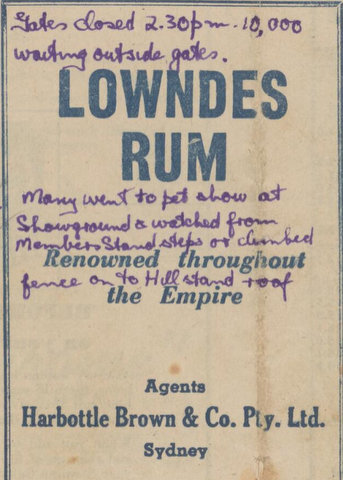 Gates closed 2.30pm. 10,000
waiting outside gates.
LOWNDES
RUM
Many went to pet show at
Showground & watched from
Members Stand steps or climbed
Renowned throughout
fence on to Hill stand roof
the Empire
Agents
Harbottle Brown & Co. Pty. Ltd.
Sydney